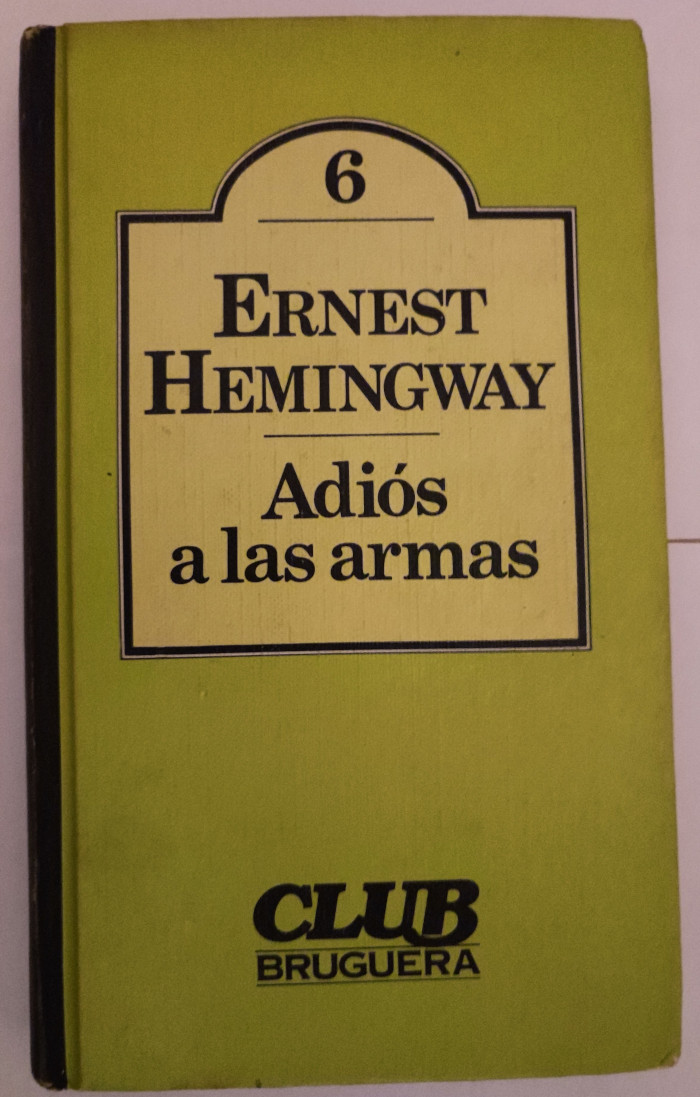 6
ERNEST
HEMINGWAY
Adiós
a las armas
CLUB
BRUGUERA